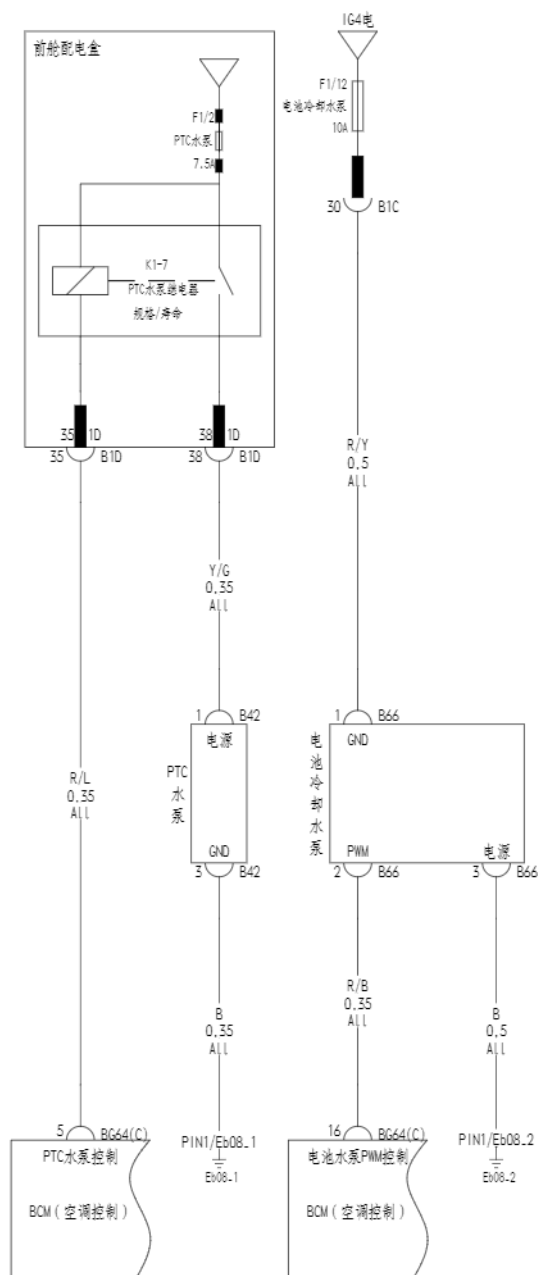 IG4电
前舱配电盒
F1/2
PTC水泵
7.5A
F1/12
电池冷却水泵
10A
30 B1C
K1-7
PTC水泵继电器
规格/寿命
35 1D
38 1D
35 B1D
38 B1D
R/Y
0.5
All
Y/G
0.35
All
1 B42
电源
PTC
水
泵
GND
3 B42
1 B66
GND
电
池
冷
却
水
泵
PWM
电源
2 B66
3 B66
R/L
0.35
All
B
0.35
All
R/B
0.35
All
B
0.5
All
5 BG64(C)
PTC水泵控制
BCM(空调控制)
PIN1/Eb08_1
Eb08-1
16 BG64(C)
电池水泵PWM控制
BCM(空调控制)
PIN1/Eb08_2
Eb08-2